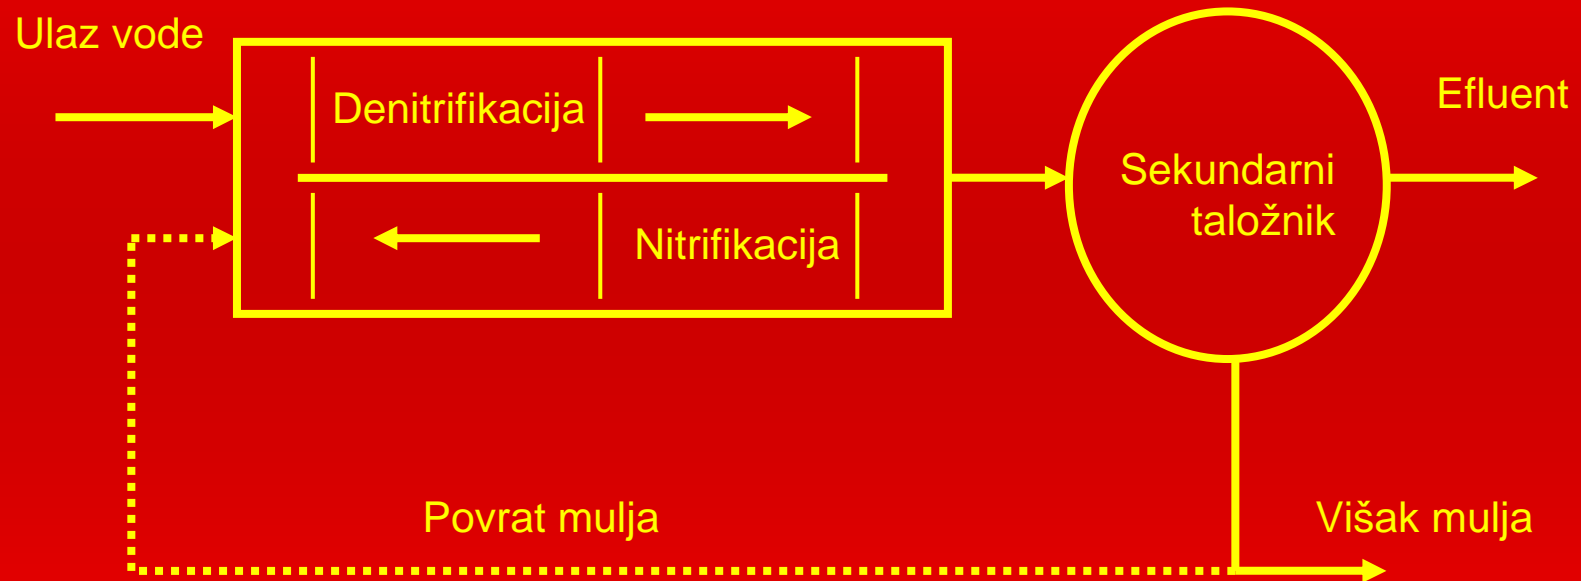 Ulaz vode
Denitrifikacija
Efluent
Sekundarni
taložnik
Nitrifikacija
Povrat mulja
Višak mulja